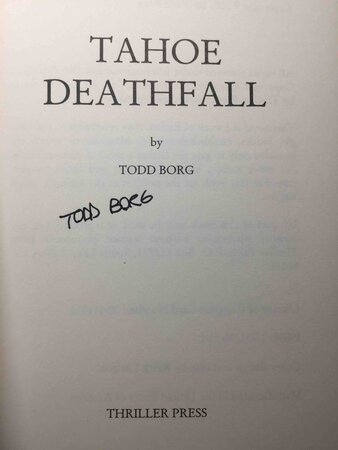 TAHOE
DEATHFALL
by
TODD BORG
TODD BORG
THRILLER PRESS